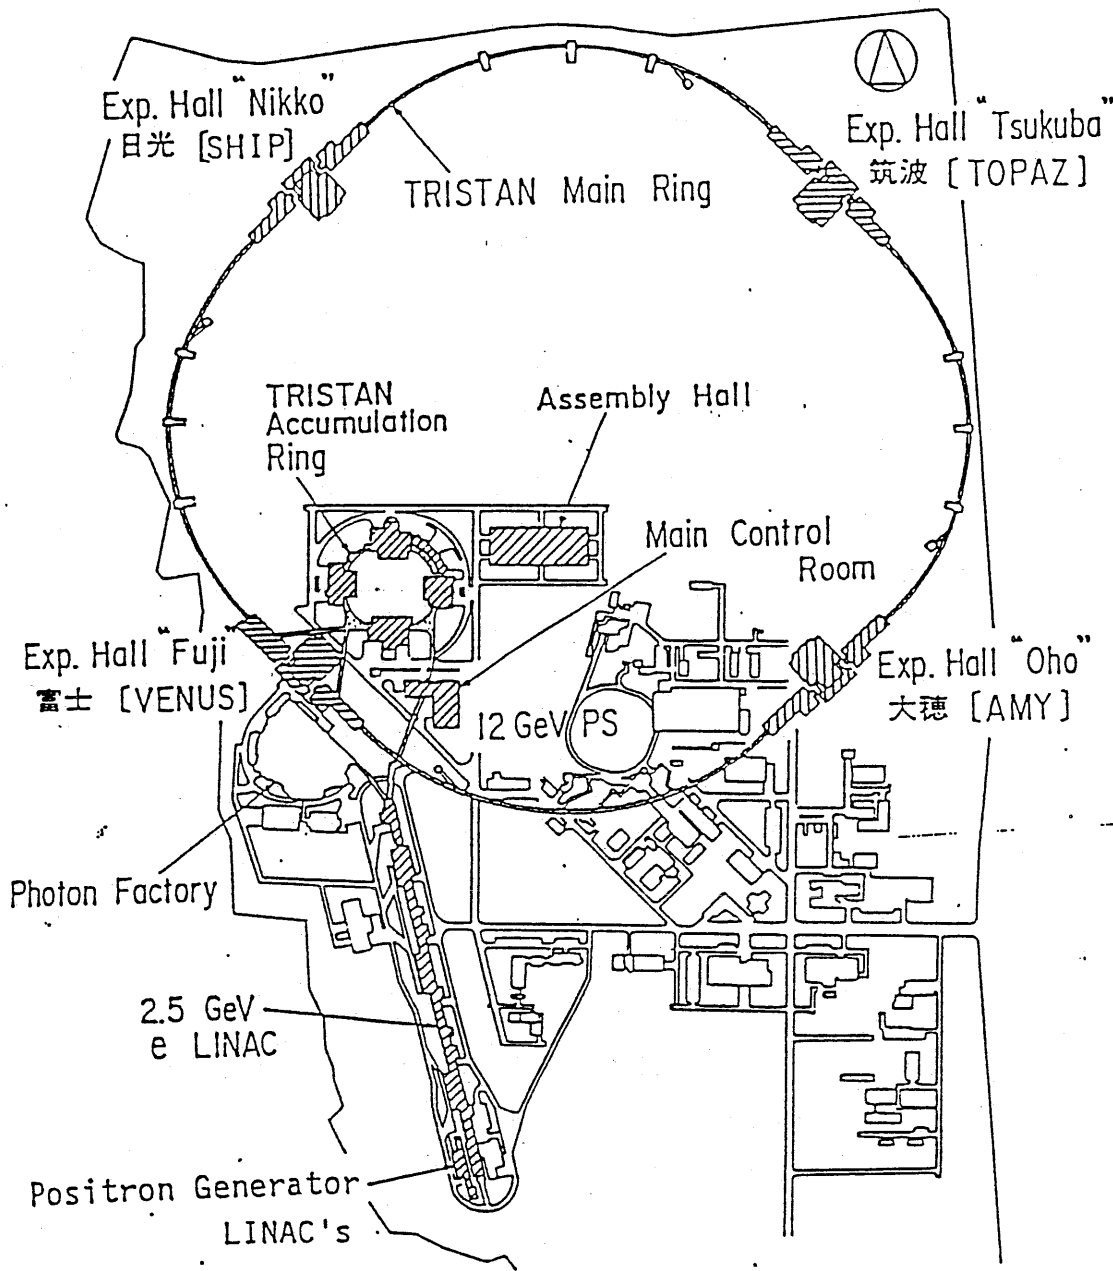 Exp. Hall "Nikko"
日光 [SHIP]
Exp. Hall "Tsukuba"
筑波 [TOPAZ]
TRISTAN Main Ring
TRISTAN
Accumulation
Ring
Assembly Hall
Main Control
Room
Exp. Hall "Fuji"
富士 [VENUS]
12 GeV PS
Exp. Hall "Oho"
大穂 [AMY]
Photon Factory
2.5 GeV
e LINAC
Positron Generator
LINAC's